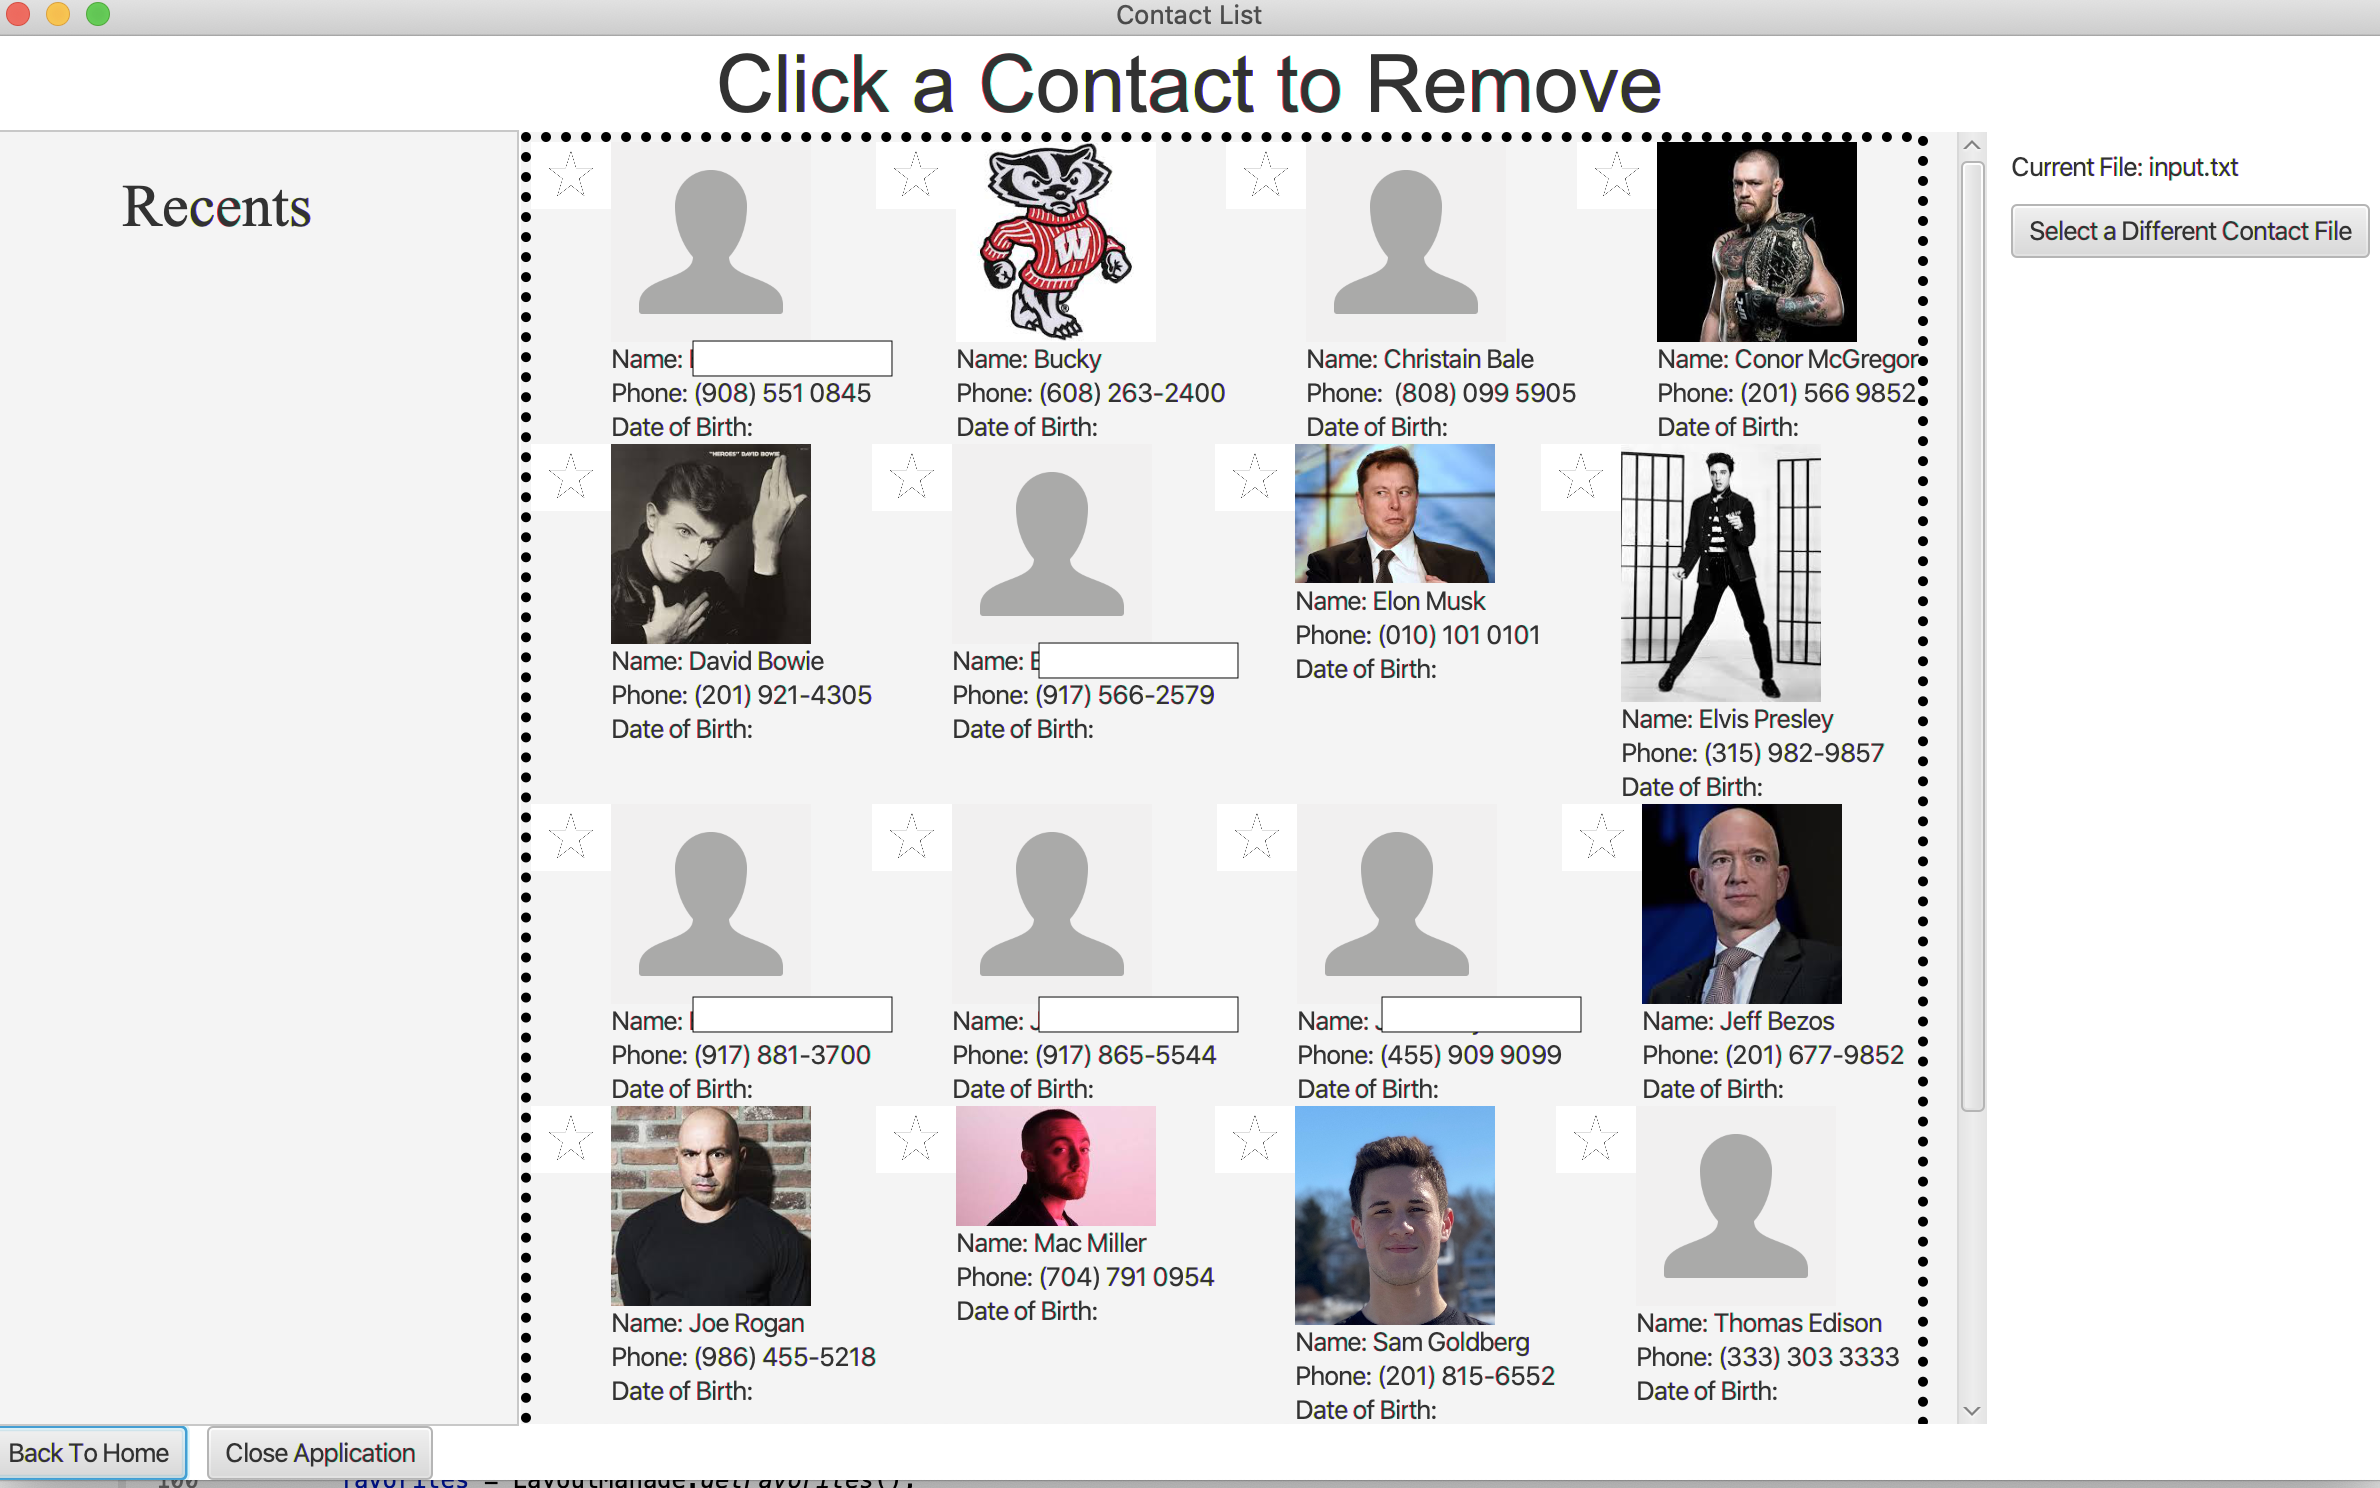 Contact List
Click a Contact to Remove
Recents
Current File: input.txt
Select a Different Contact File
Name:
Phone: (908) 551 0845
Date of Birth:
W
Name: Bucky
Phone: (608) 263-2400
Date of Birth:
Name: Christain Bale
Phone: (808) 099 5905
Date of Birth:
Name: Conor McGregor
Phone: (201) 566 9852
Date of Birth:
"HEROES" DAVID BOWIE
Name: David Bowie
Phone: (201) 921-4305
Date of Birth:
Name:
Phone: (917) 566-2579
Date of Birth:
Name: Elon Musk
Phone: (010) 101 0101
Date of Birth:
Name: Elvis Presley
Phone: (315) 982-9857
Date of Birth:
Name:
Phone: (917) 881-3700
Date of Birth:
Name:
Phone: (917) 865-5544
Date of Birth:
Name:
Phone: (455) 909 9099
Date of Birth:
Name: Jeff Bezos
Phone: (201) 677-9852
Date of Birth:
Name: Joe Rogan
Phone: (986) 455-5218
Date of Birth:
Name: Mac Miller
Phone: (704) 791 0954
Date of Birth:
Name: Sam Goldberg
Phone: (201) 815-6552
Date of Birth:
Name: Thomas Edison
Phone: (333) 303 3333
Date of Birth:
Back To Home
Close Application